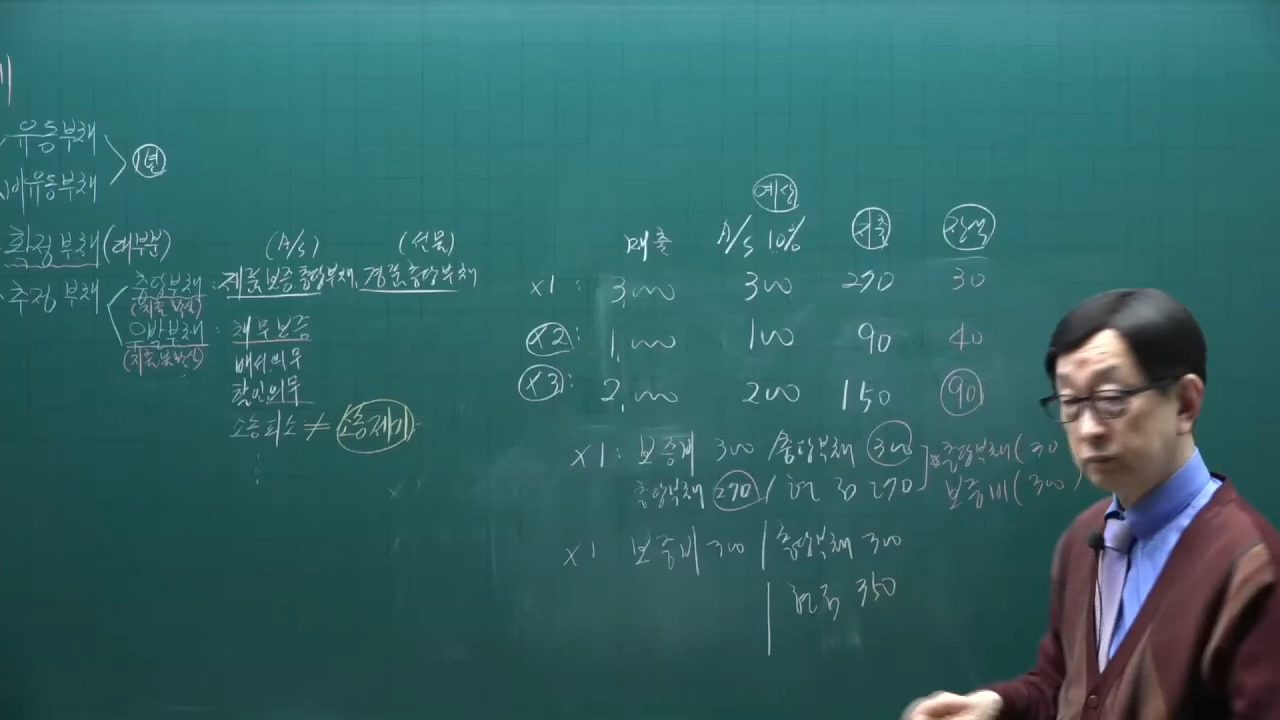 유동부채
비유동부채
1년
확정부채 (대부분)
추정부채
충당부채 : 제품보증충당부채, 경품충당부채
(A/S) (선물)
우발부채 : 채무보증
배서의무
할인의무
소송피소 ≠ 소송제기
예상
매출 A/S 10% 지출 잔액
X1 : 3,000 300 270 30
X2 : 1,000 100 90 40
X3 : 2,000 200 150 90
X1 : 보증비 300 / 충당부채 300
충당부채 270 / 현금 270
충당부채 (30
보증비 (300)
X1 보증비 300 | 충당부채 300
현금 350